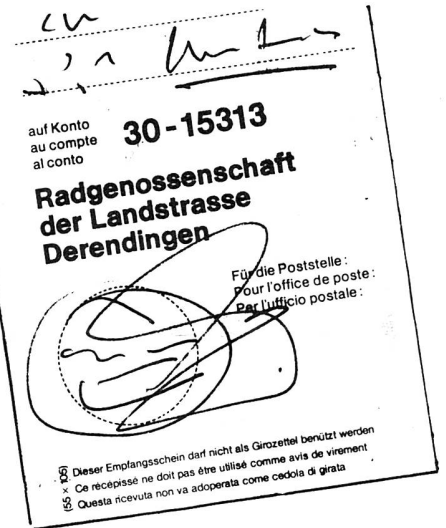 auf Konto
au compte
al conto
30-15313
Radgenossenschaft
der Landstrasse
Derendingen
Für die Poststelle:
Pour l'office de poste:
Per l'ufficio postale:
(55 × 105)
Dieser Empfangsschein darf nicht als Girozettel benützt werden
Ce récépissé ne doit pas être utilisé comme avis de virement
Questa ricevuta non va adoperata come cedola di girata